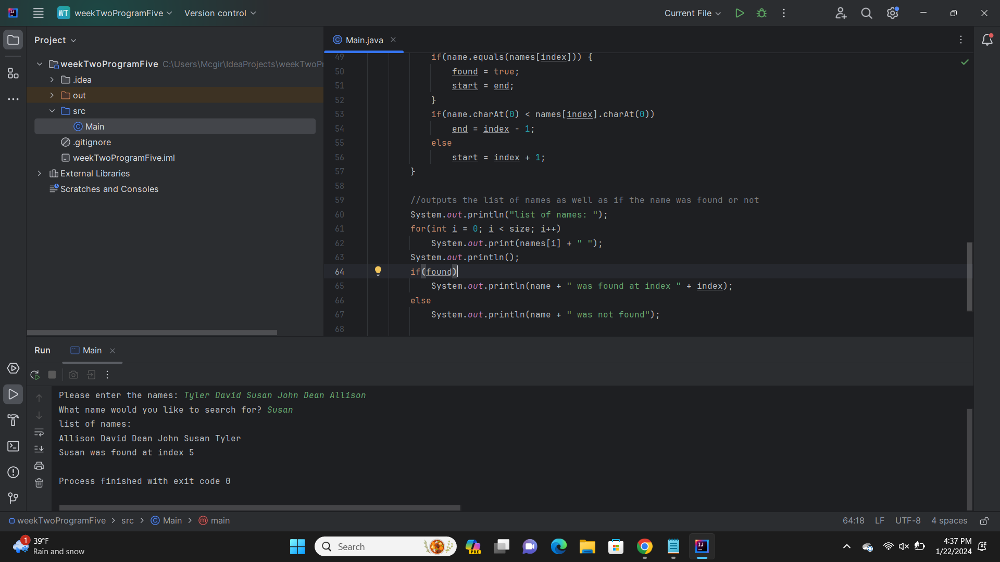 WT weekTwoProgramFive Version control Current File
Project
Main.java
weekTwoProgramFive C:\Users\Mcgir\IdeaProjects\weekTwoPr
.idea
out
src
Main
.gitignore
weekTwoProgramFive.iml
External Libraries
Scratches and Consoles
49 if(name.equals(names[index])) {
50 found = true;
51 start = end;
52 }
53 if(name.charAt(0) < names[index].charAt(0))
54 end = index - 1;
55 else
56 start = index + 1;
57 }
58
59 //outputs the list of names as well as if the name was found or not
60 System.out.println("list of names: ");
61 for(int i = 0; i < size; i++)
62 System.out.print(names[i] + " ");
63 System.out.println();
64 if(found)
65 System.out.println(name + " was found at index " + index);
66 else
67 System.out.println(name + " was not found");
68
Run Main
Please enter the names: Tyler David Susan John Dean Allison
What name would you like to search for? Susan
list of names:
Allison David Dean John Susan Tyler
Susan was found at index 5
Process finished with exit code 0
weekTwoProgramFive > src > Main > main 64:18 LF UTF-8 4 spaces
1 39°F
Rain and snow
Search
PRE
4:37 PM
1/22/2024